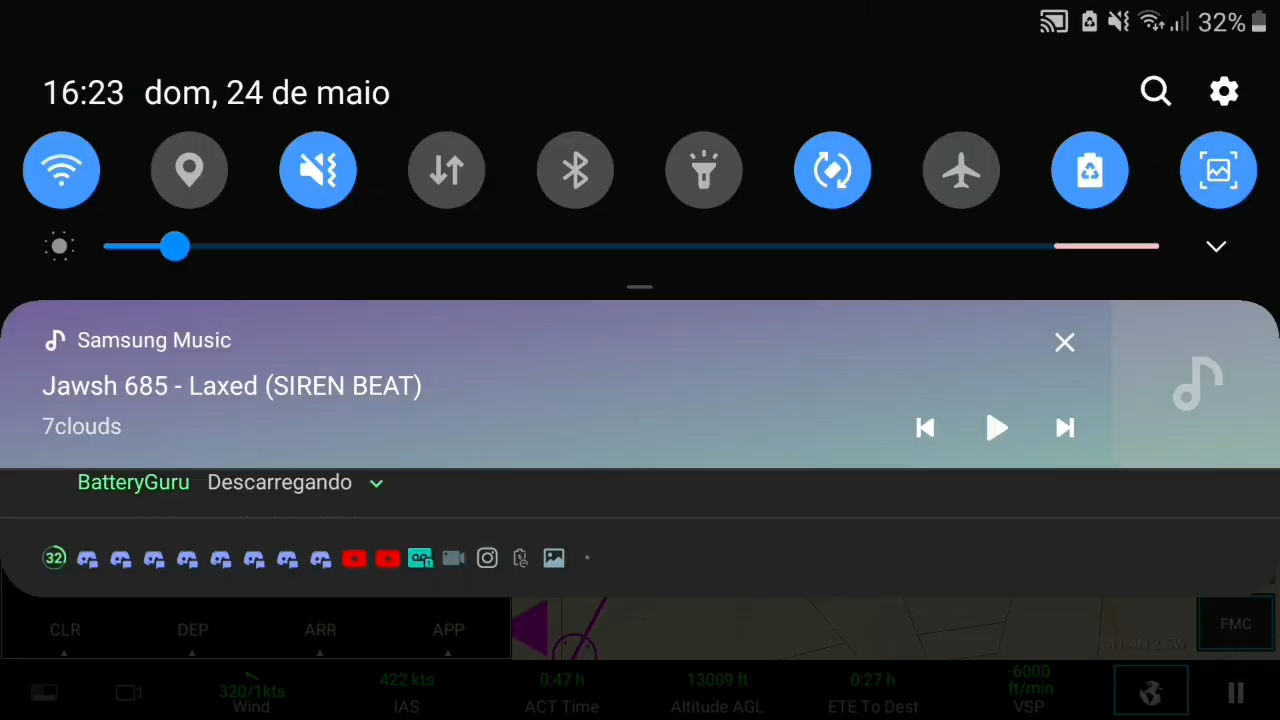 32%
16:23 dom, 24 de maio
Samsung Music
Jawsh 685 - Laxed (SIREN BEAT)
7clouds
BatteryGuru Descarregando
32
CLR DEP ARR APP
FMC
320/1kts 422 kts 0:47 h 13009 ft 0:27 h -6000 ft/min
Wind IAS ACT Time Altitude AGL ETE To Dest VSP